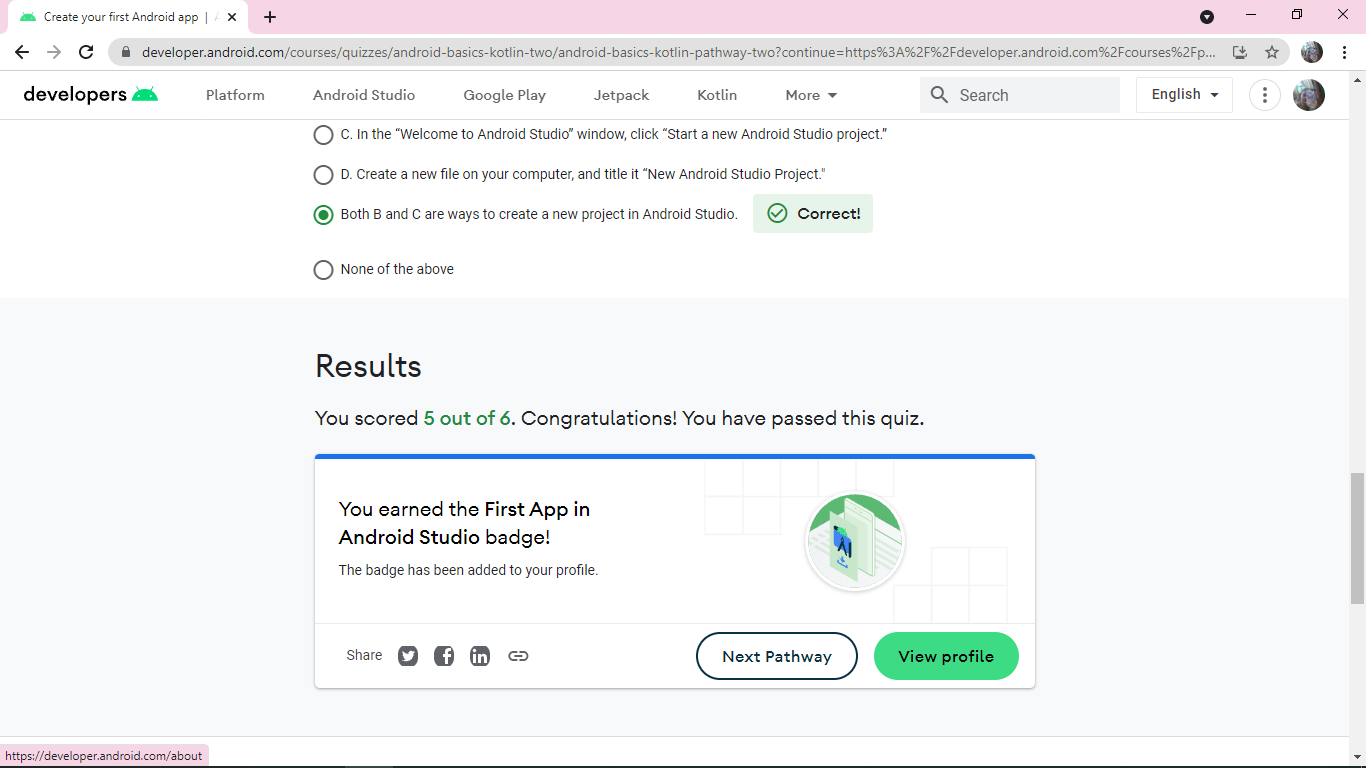 Create your first Android app |
developer.android.com/courses/quizzes/android-basics-kotlin-two/android-basics-kotlin-pathway-two?continue=https%3A%2F%2Fdeveloper.android.com%2Fcourses%2Fp...
developers Platform Android Studio Google Play Jetpack Kotlin More Search English
C. In the “Welcome to Android Studio” window, click “Start a new Android Studio project.”
D. Create a new file on your computer, and title it “New Android Studio Project."
Both B and C are ways to create a new project in Android Studio. Correct!
None of the above
Results
You scored 5 out of 6. Congratulations! You have passed this quiz.
You earned the First App in
Android Studio badge!
The badge has been added to your profile.
Share Next Pathway View profile
https://developer.android.com/about